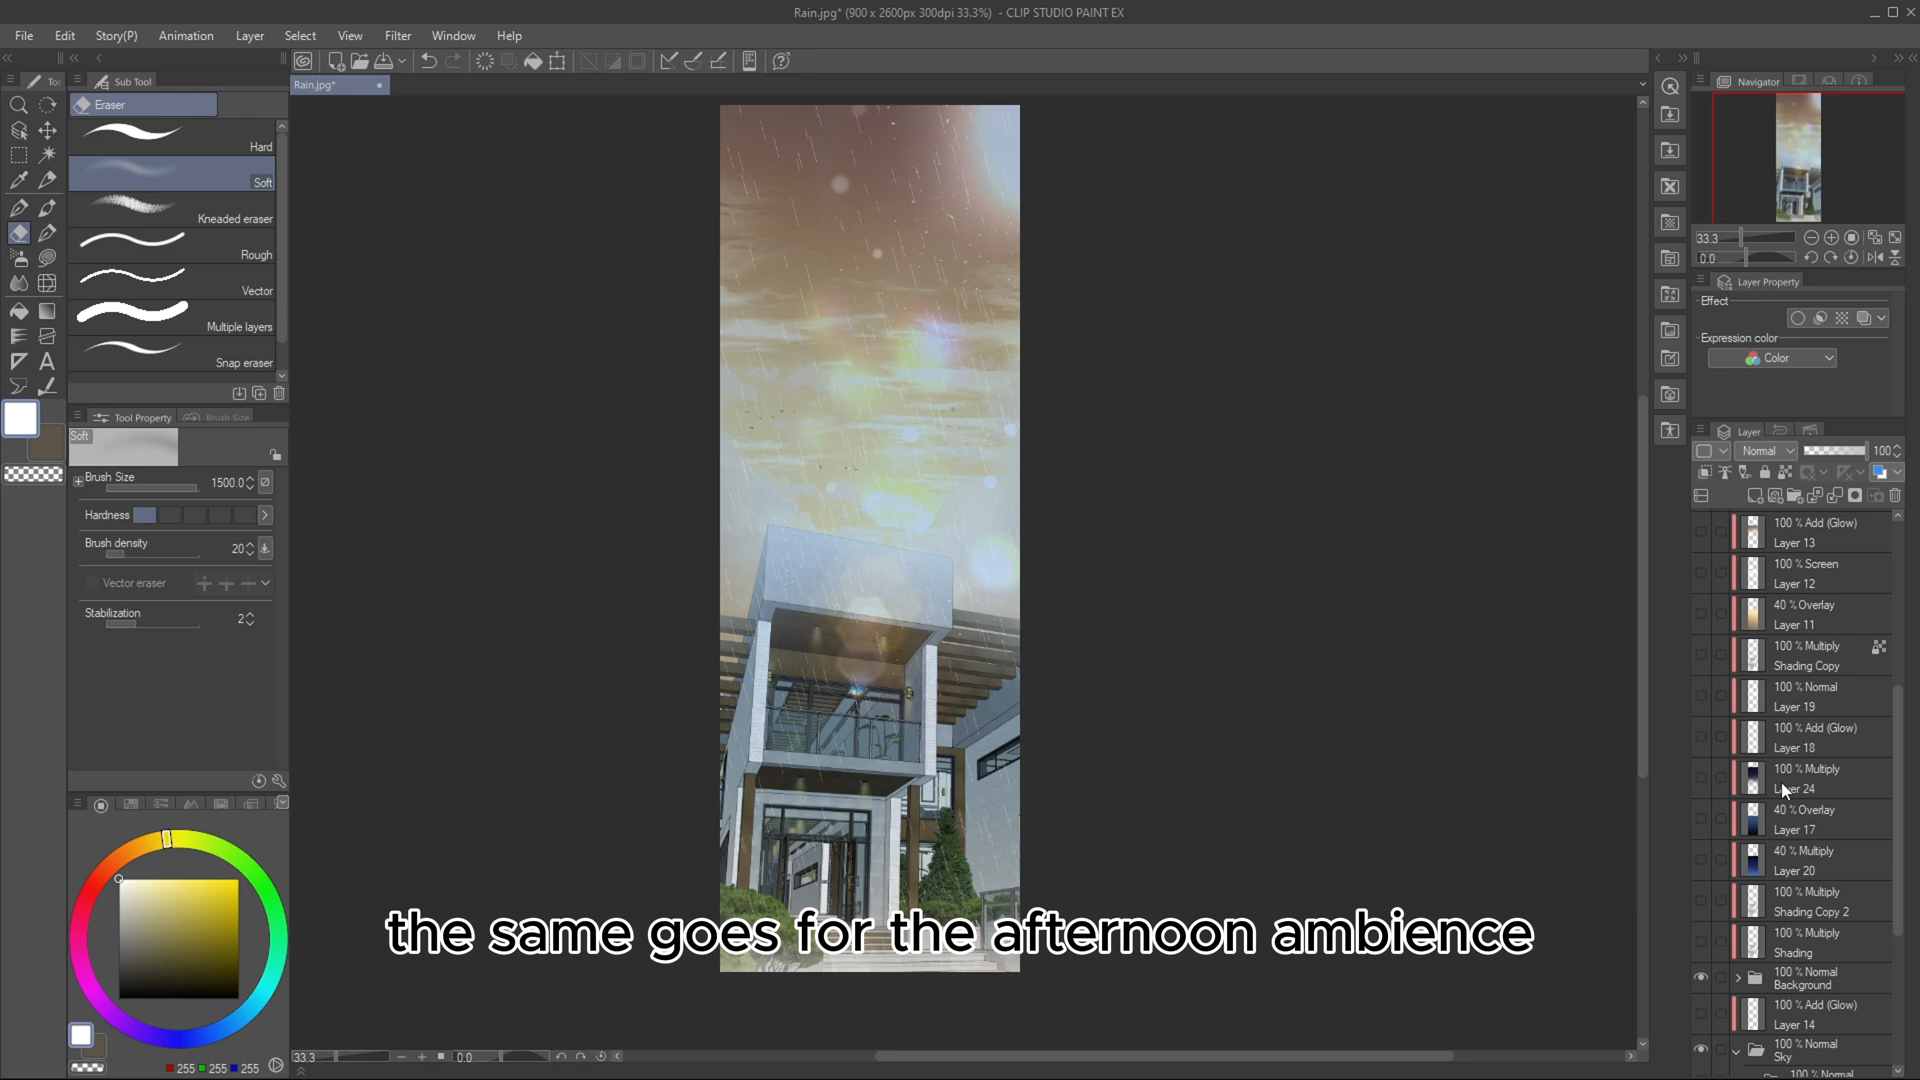 Rain.jpg* (900 x 2600px 300dpi 33.3%) - CLIP STUDIO PAINT EX
File Edit Story(P) Animation Layer Select View Filter Window Help
Sub Tool
Rain.jpg*
Navigator
Eraser
Hard
Soft
Kneaded eraser
Rough
Vector
Multiple layers
Snap eraser
33.3
0.0
Layer Property
Effect
Expression color
Color
Tool Property Brush Size
Soft
Brush Size 1500.0
Hardness
Brush density 20
Vector eraser
Stabilization 2
Layer
Normal 100
100 % Add (Glow)
Layer 13
100 % Screen
Layer 12
40 % Overlay
Layer 11
100 % Multiply
Shading Copy
100 % Normal
Layer 19
100 % Add (Glow)
Layer 18
100 % Multiply
Layer 24
40 % Overlay
Layer 17
40 % Multiply
Layer 20
100 % Multiply
Shading Copy 2
100 % Multiply
Shading
100 % Normal
Background
100 % Add (Glow)
Layer 14
100 % Normal
Sky
100 % Normal
the same goes for the afternoon ambience
33.3 0.0
255 255 255